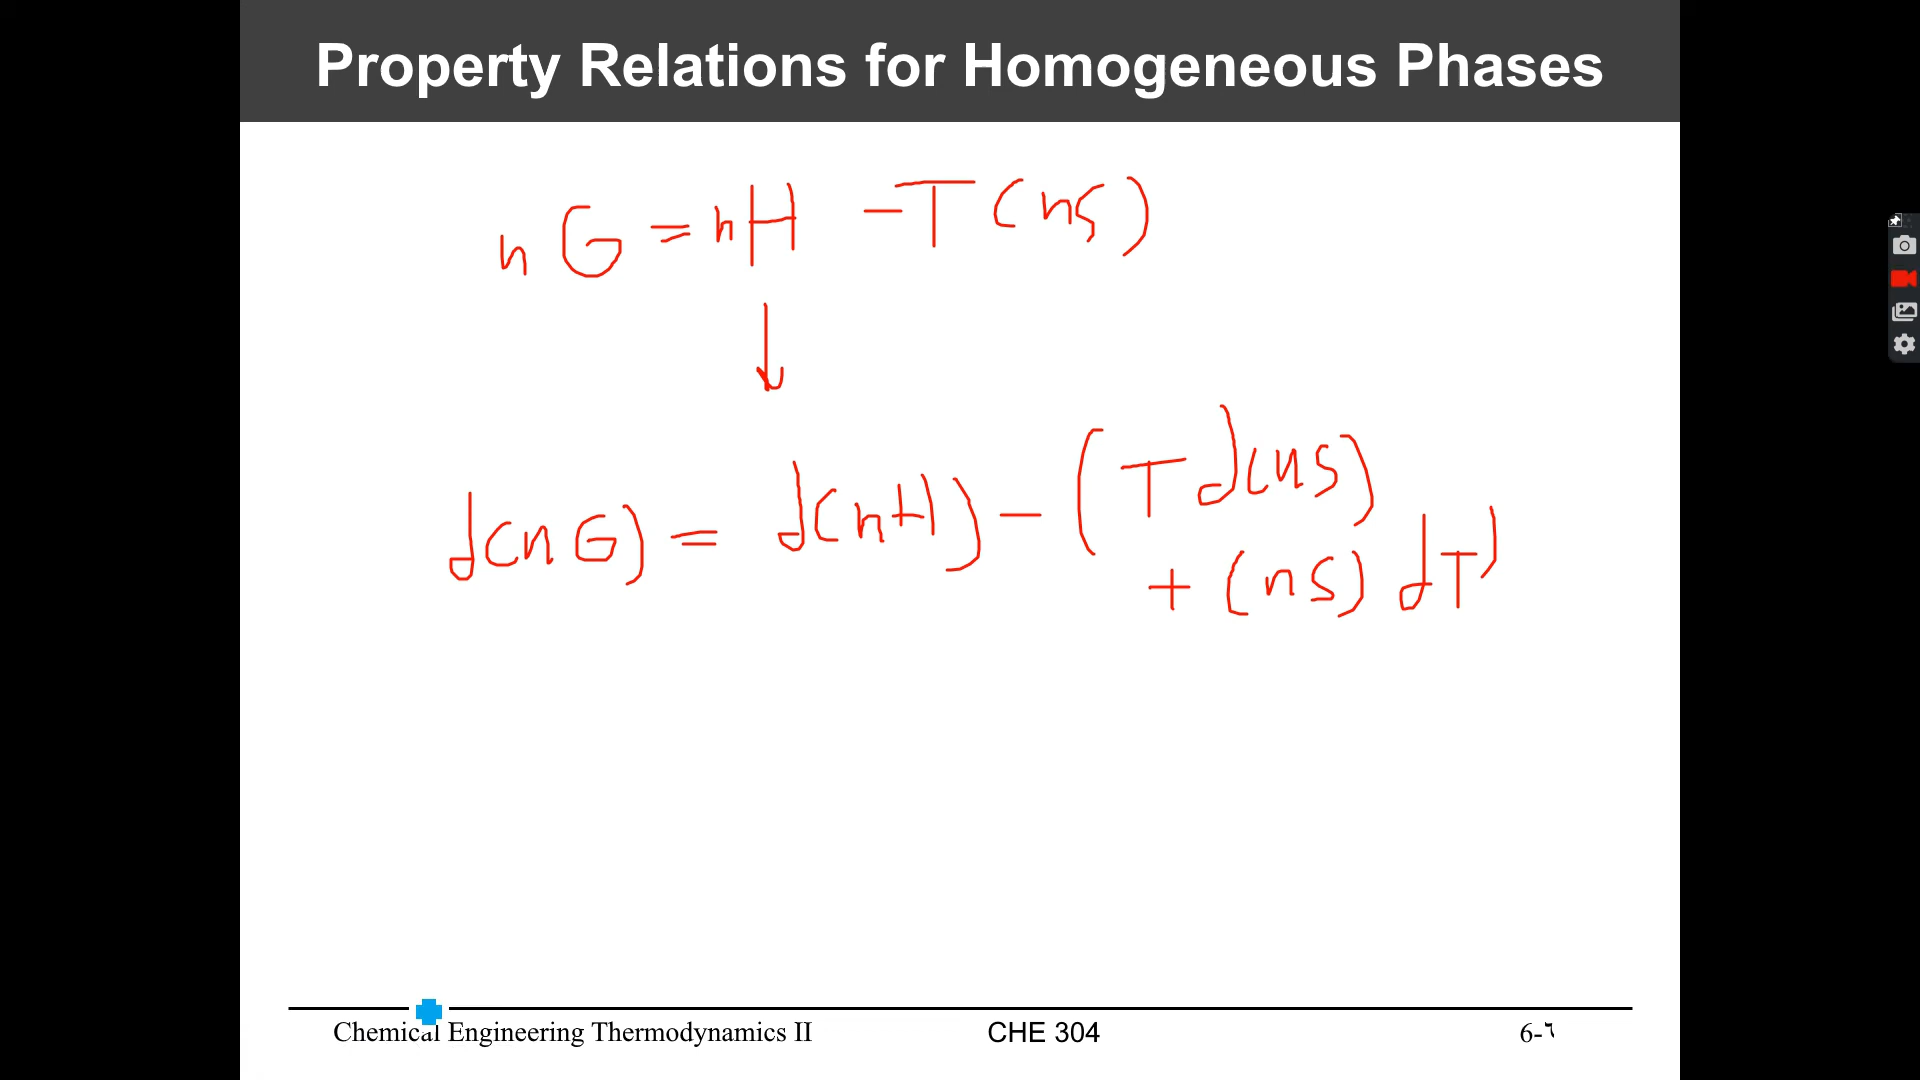 Property Relations for Homogeneous Phases
nG = nH - T(nS)
↓
d(nG) = d(nH) - (Td(nS)
+ (nS) dT)
Chemical Engineering Thermodynamics II CHE 304 6-٦